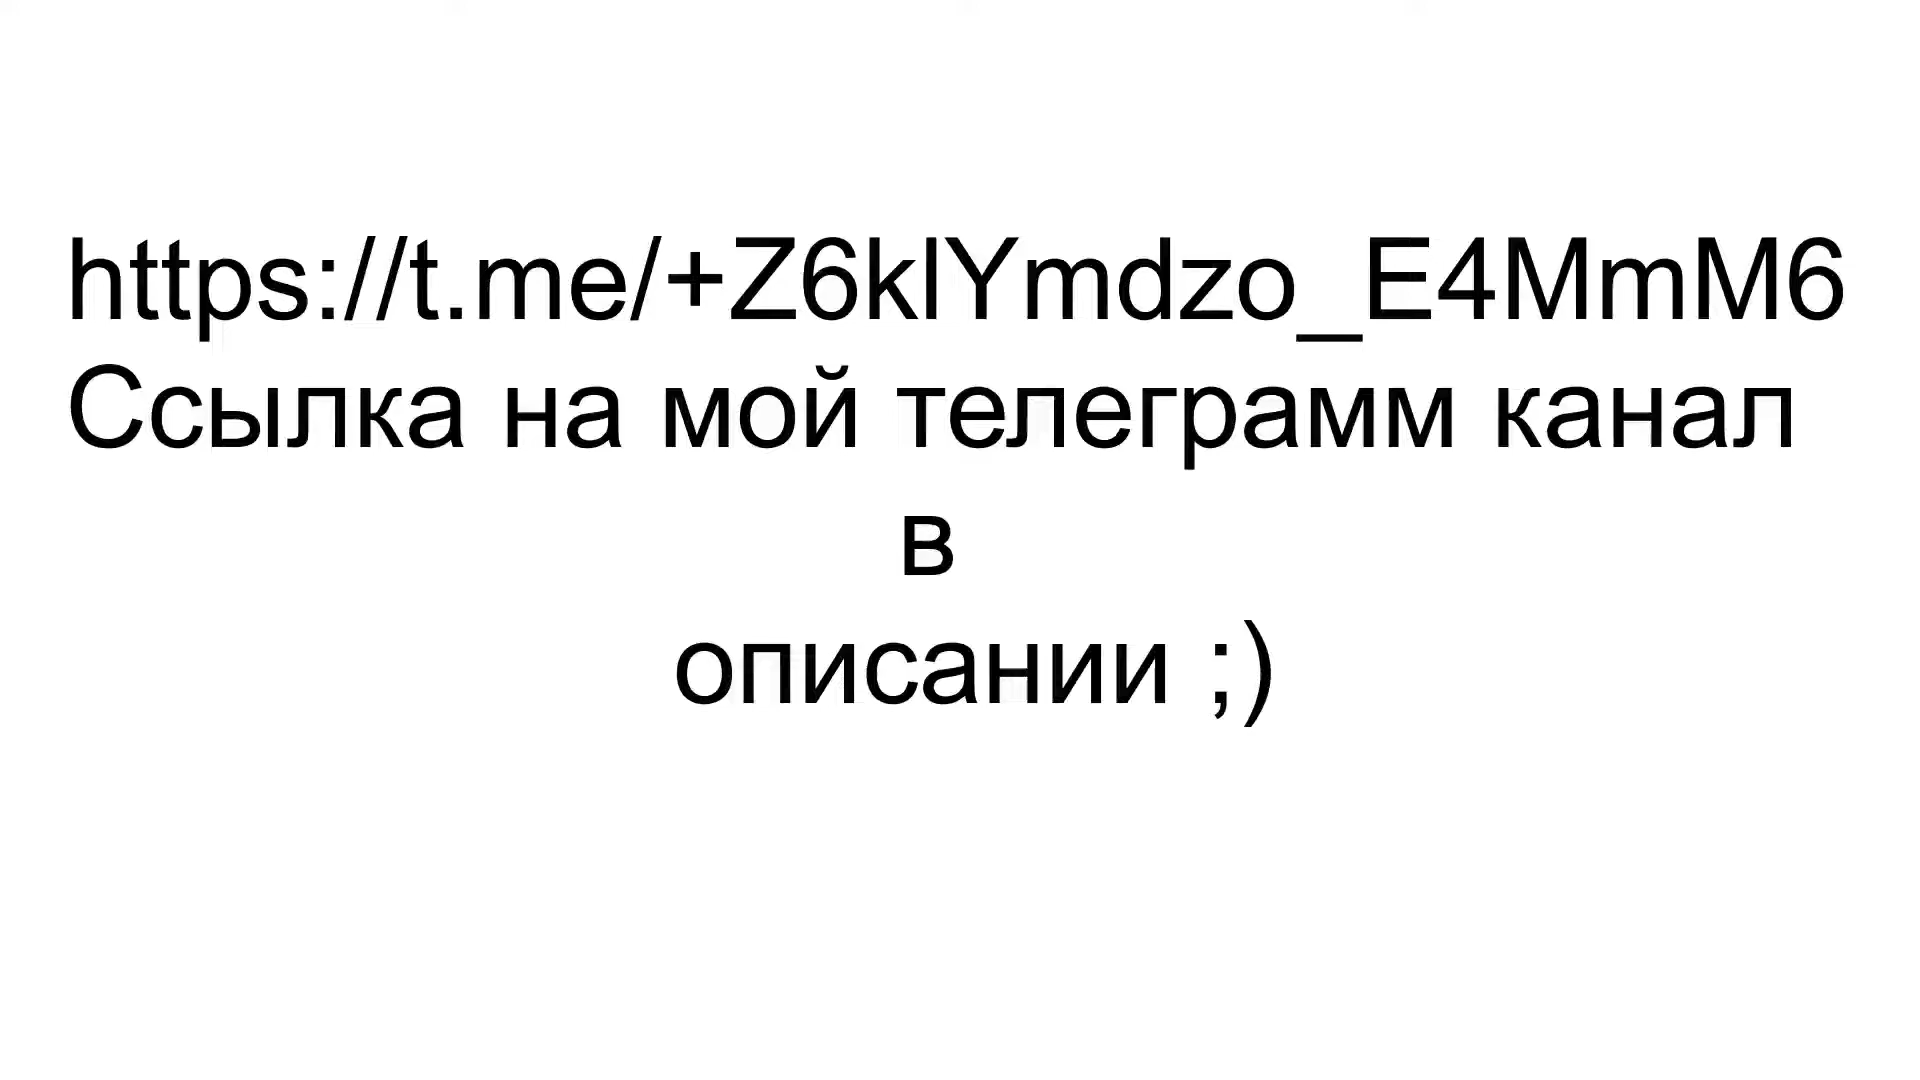 https://t.me/+Z6klYmdzo_E4MmM6
Ссылка на мой телеграмм канал
в
описании ;)